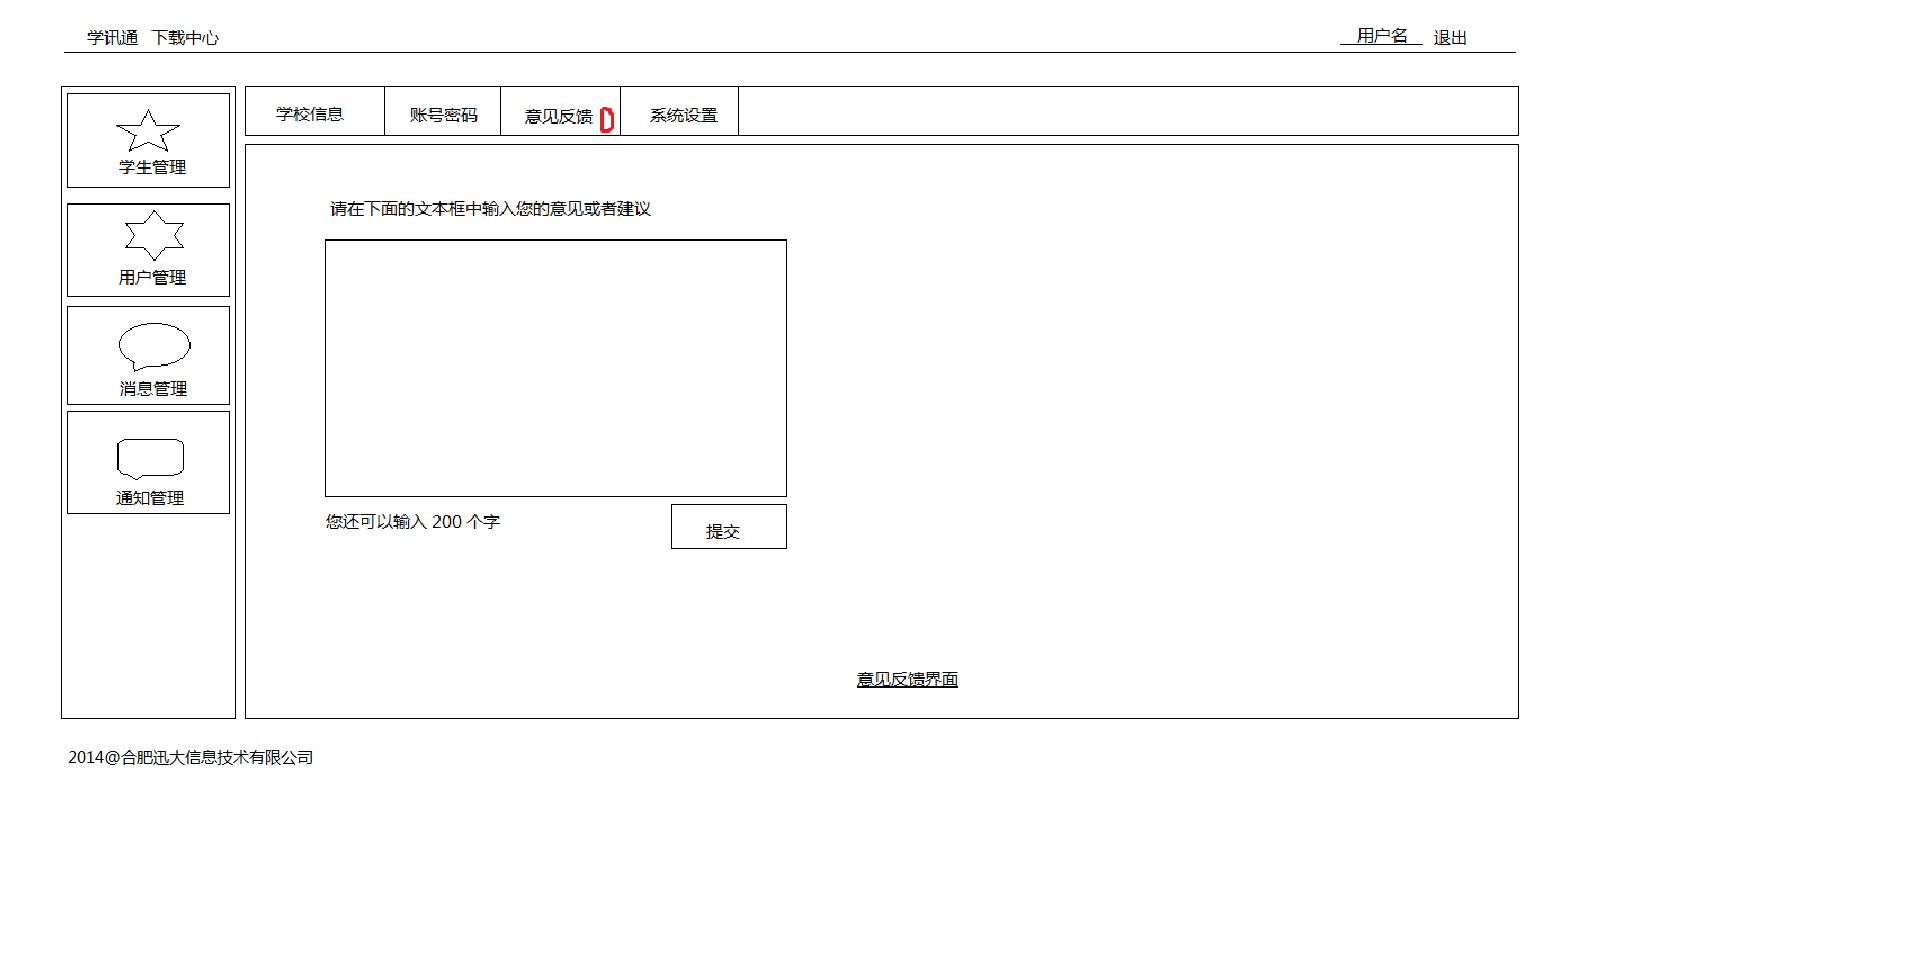 学讯通 下载中心 用户名 退出
学校信息 账号密码 意见反馈 系统设置
学生管理
用户管理
消息管理
通知管理
请在下面的文本框中输入您的意见或者建议
您还可以输入 200 个字
提交
意见反馈界面
2014@合肥迅大信息技术有限公司